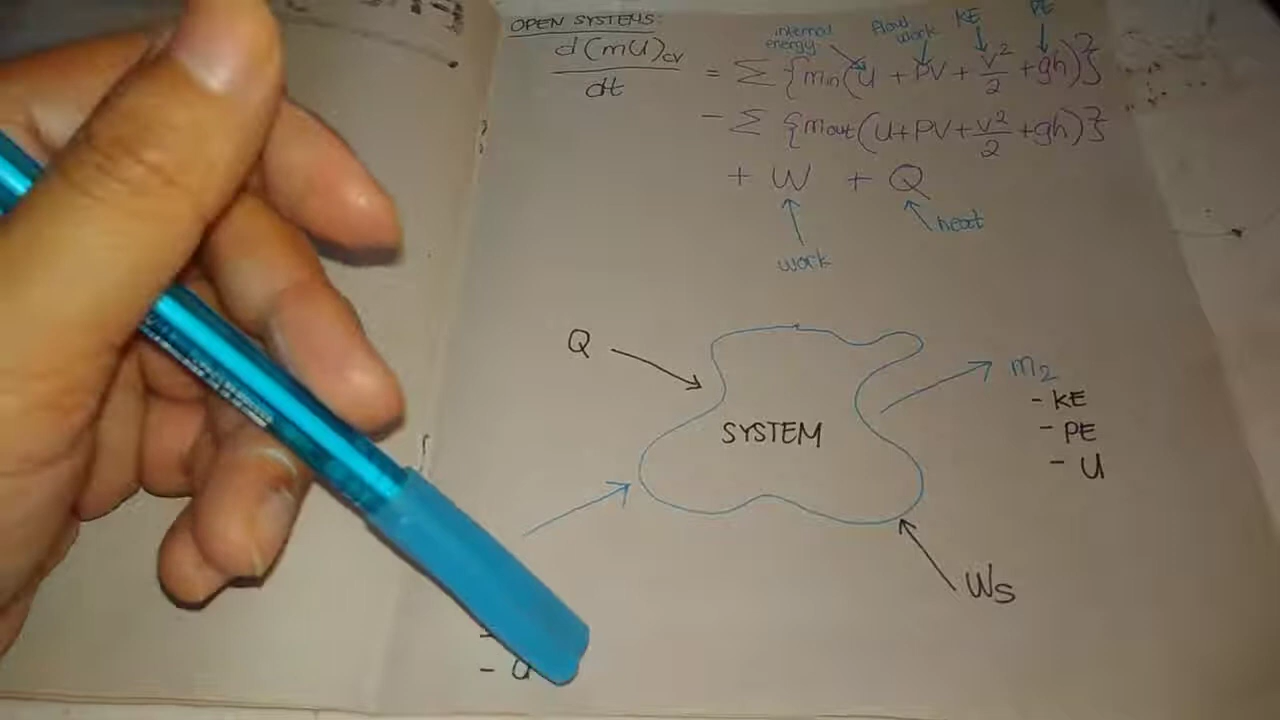 OPEN SYSTEMS:
internal energy
Flow work
KE
PE
d(mU)cv
dt
= Σ {min(U + PV + v²/2 + gh)}
- Σ {mout(U+PV+v²/2+gh)}
+ W + Q
work
heat
Q
SYSTEM
m2
- KE
- PE
- U
Ws
- U